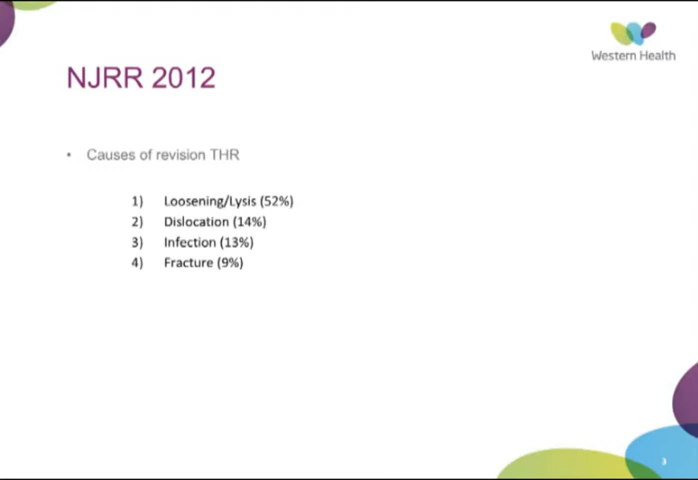 Western Health
NJRR 2012
• Causes of revision THR
1) Loosening/Lysis (52%)
2) Dislocation (14%)
3) Infection (13%)
4) Fracture (9%)
3